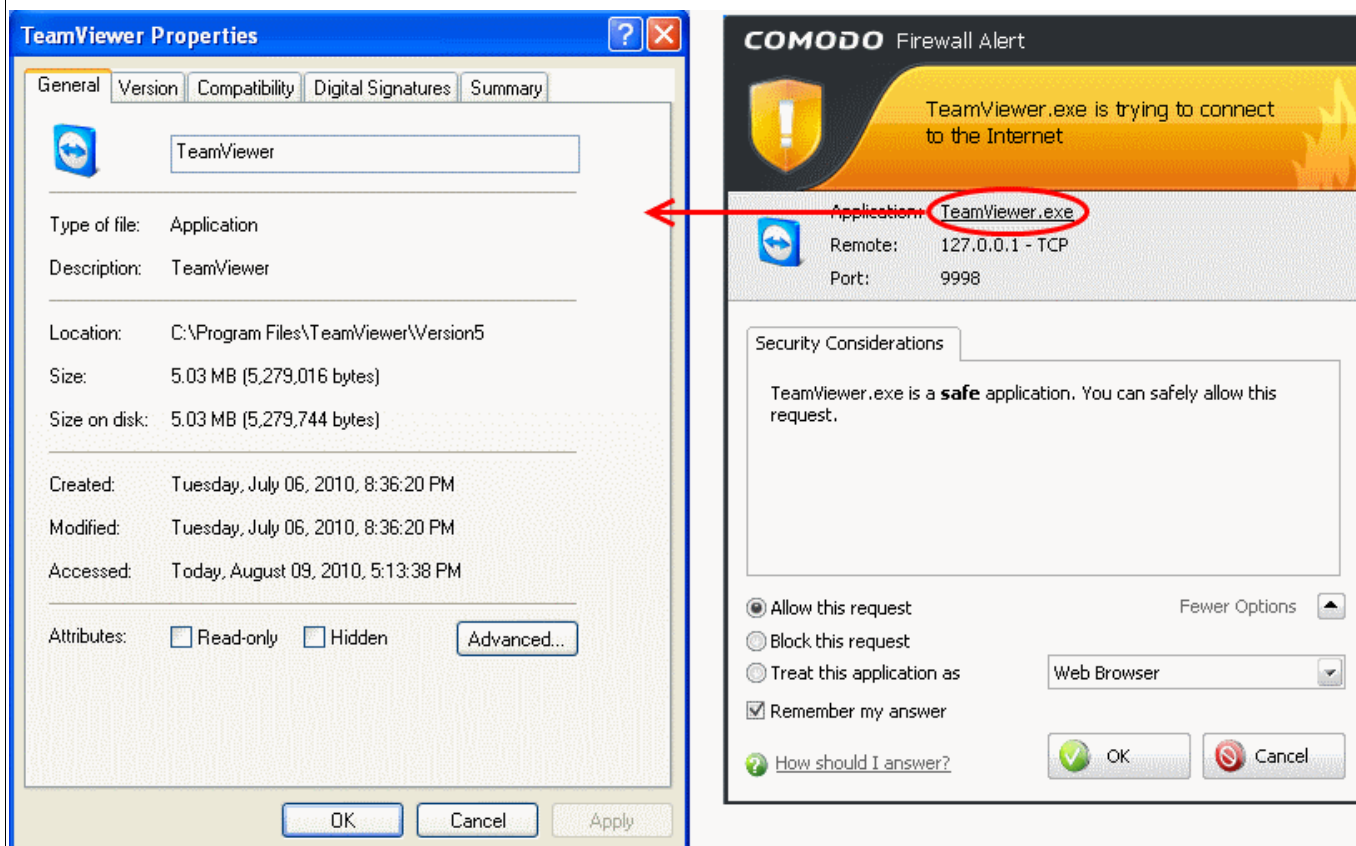 TeamViewer Properties
General Version Compatibility Digital Signatures Summary
TeamViewer
Type of file: Application
Description: TeamViewer
Location: C:\Program Files\TeamViewer\Version5
Size: 5.03 MB (5,279,016 bytes)
Size on disk: 5.03 MB (5,279,744 bytes)
Created: Tuesday, July 06, 2010, 8:36:20 PM
Modified: Tuesday, July 06, 2010, 8:36:20 PM
Accessed: Today, August 09, 2010, 5:13:38 PM
Attributes: Read-only Hidden Advanced...
OK Cancel Apply
COMODO Firewall Alert
TeamViewer.exe is trying to connect
to the Internet
Application: TeamViewer.exe
Remote: 127.0.0.1 - TCP
Port: 9998
Security Considerations
TeamViewer.exe is a safe application. You can safely allow this
request.
Allow this request Fewer Options
Block this request
Treat this application as Web Browser
Remember my answer
How should I answer? OK Cancel